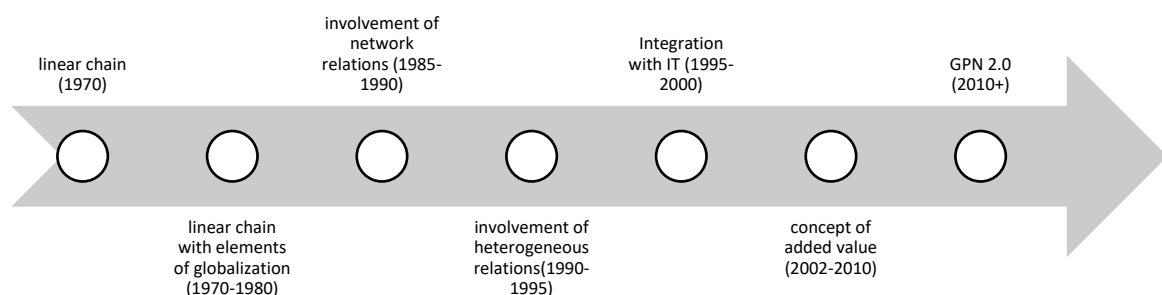 linear chain
(1970)
linear chain
with elements
of globalization
(1970-1980)
involvement of
network
relations (1985-
1990)
involvement of
heterogeneous
relations(1990-
1995)
Integration
with IT (1995-
2000)
concept of
added value
(2002-2010)
GPN 2.0
(2010+)